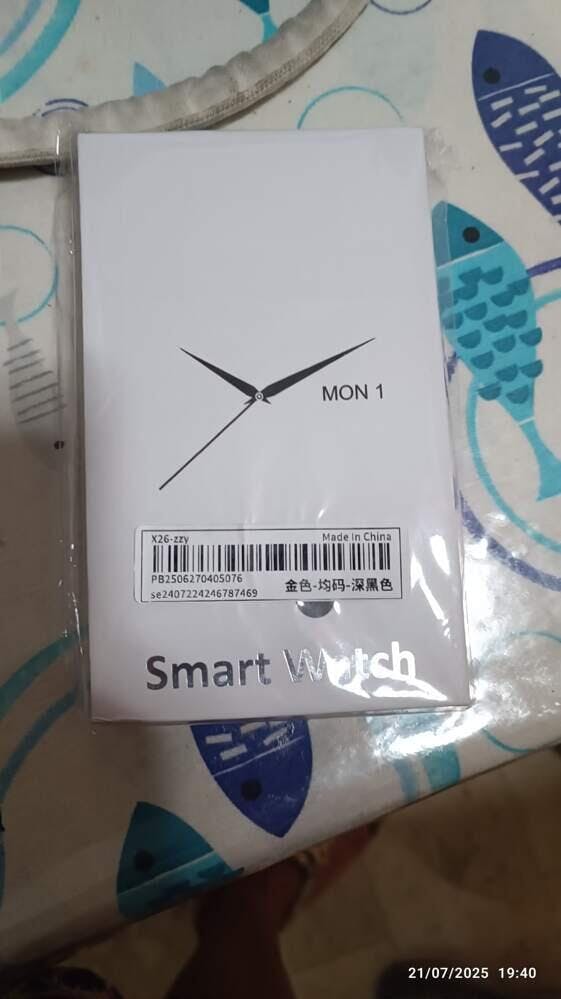 MON 1
X26-zzy
Made In China
PB2506270405076
se2407224246787469
金色-均码-深黑色
Smart Watch
21/07/2025 19:40